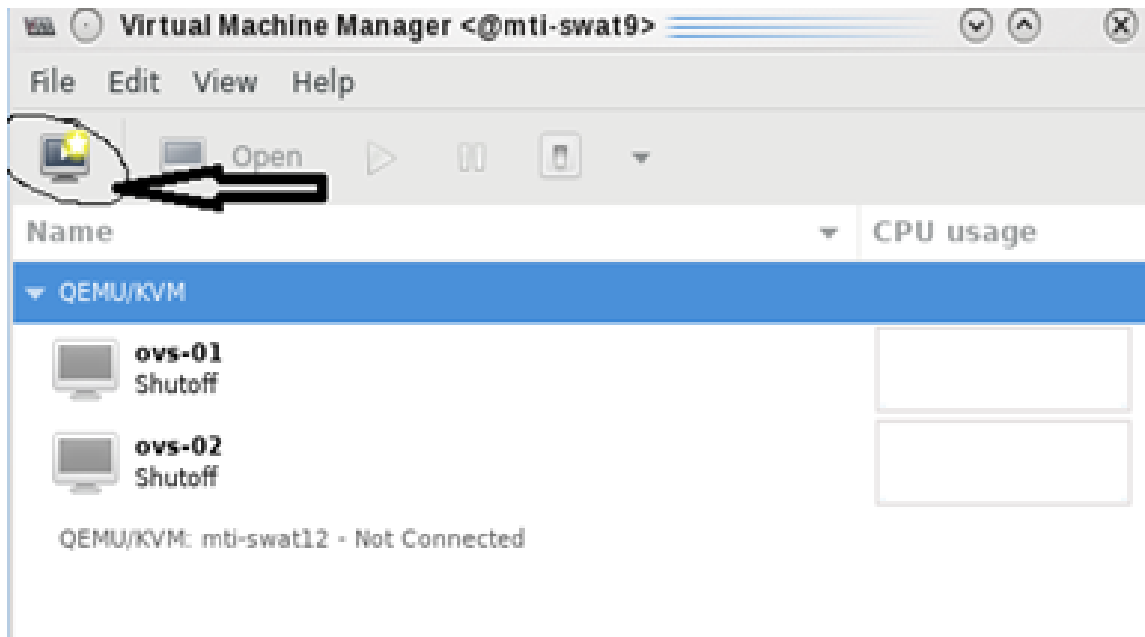 Virtual Machine Manager <@mti-swat9>
File Edit View Help
Open
Name CPU usage
QEMU/KVM
ovs-01
Shutoff
ovs-02
Shutoff
QEMU/KVM: mti-swat12 - Not Connected